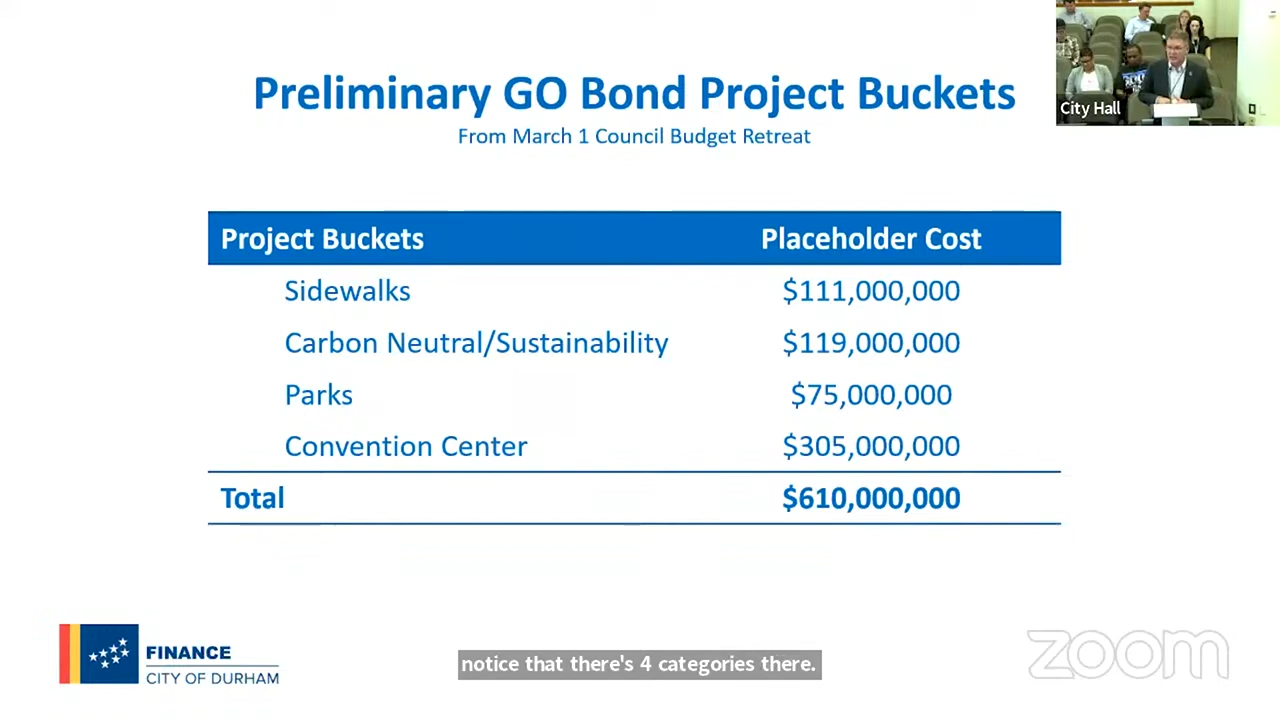 Preliminary GO Bond Project Buckets
From March 1 Council Budget Retreat
City Hall
Project Buckets Placeholder Cost
Sidewalks $111,000,000
Carbon Neutral/Sustainability $119,000,000
Parks $75,000,000
Convention Center $305,000,000
Total $610,000,000
FINANCE
CITY OF DURHAM
notice that there's 4 categories there.
zoom